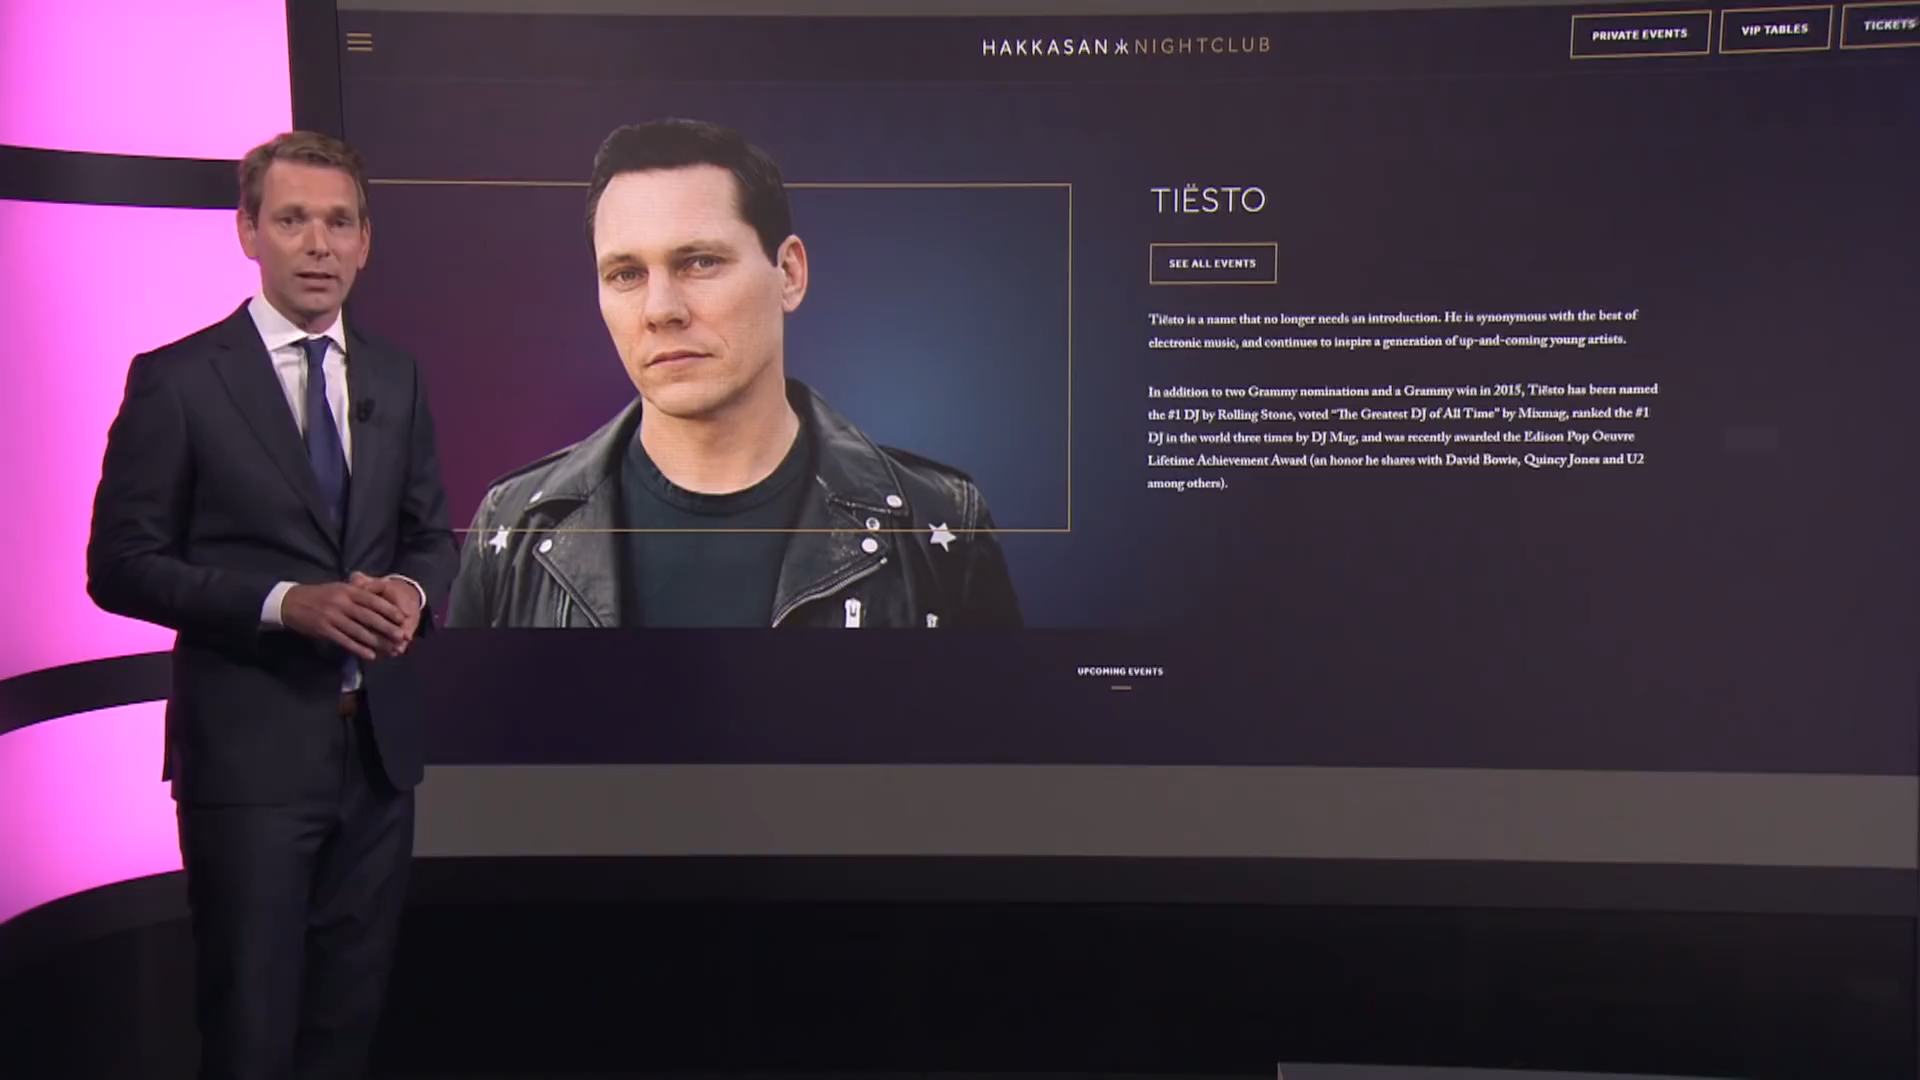 HAKKASAN NIGHTCLUB
PRIVATE EVENTS
VIP TABLES
TICKETS
TIËSTO
SEE ALL EVENTS
Tiësto is a name that no longer needs an introduction. He is synonymous with the best of
electronic music, and continues to inspire a generation of up-and-coming young artists.
In addition to two Grammy nominations and a Grammy win in 2015, Tiësto has been named
the #1 DJ by Rolling Stone, voted "The Greatest DJ of All Time" by Mixmag, ranked the #1
DJ in the world three times by DJ Mag, and was recently awarded the Edison Pop Oeuvre
Lifetime Achievement Award (an honor he shares with David Bowie, Quincy Jones and U2
among others).
UPCOMING EVENTS